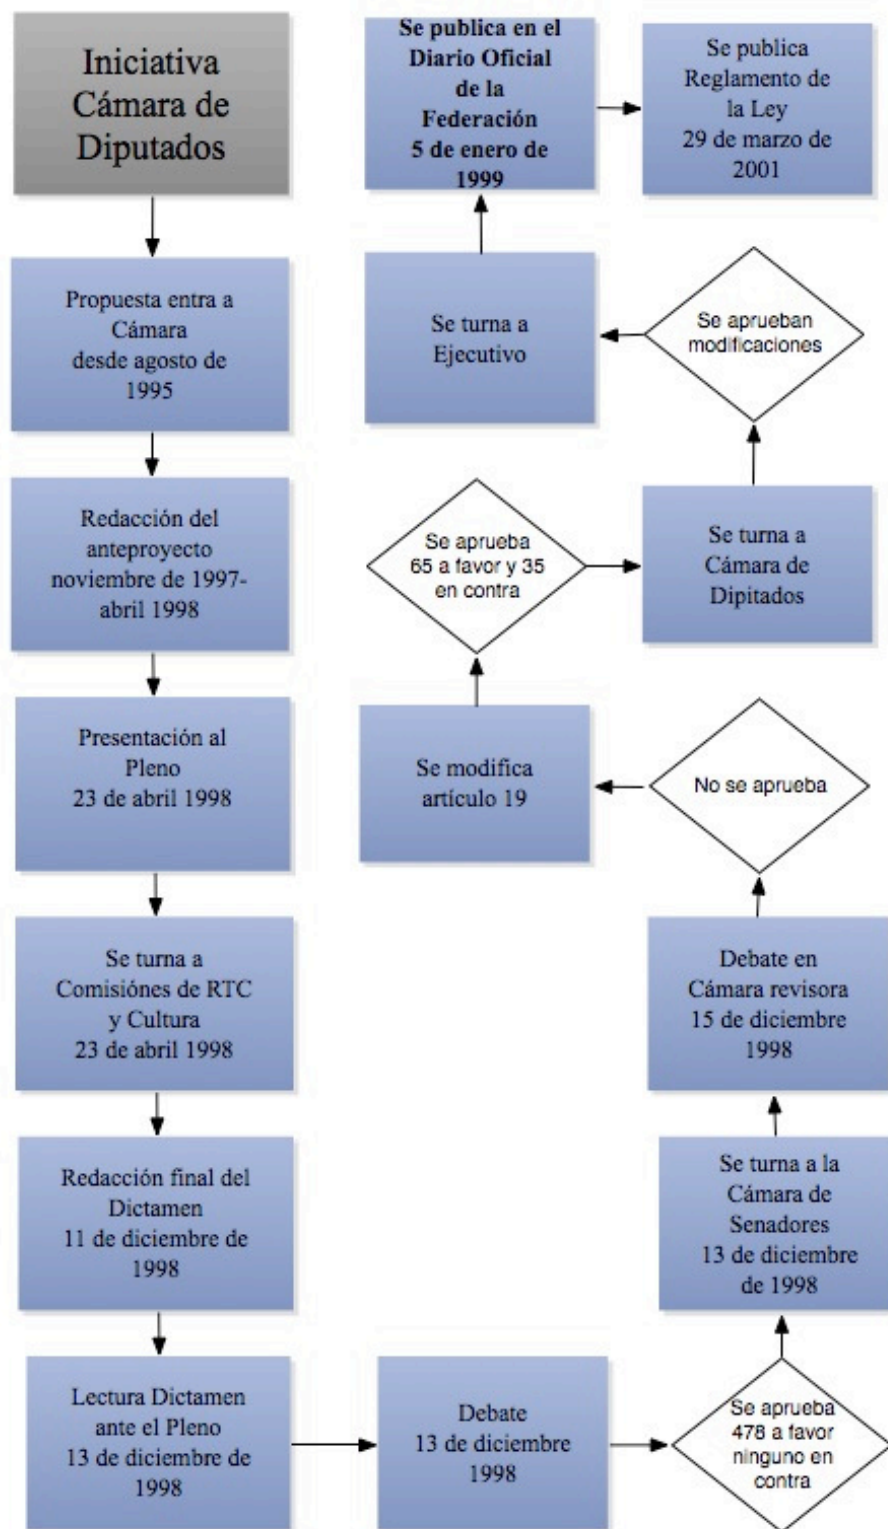 Iniciativa
Cámara de
Diputados
Propuesta entra a
Cámara
desde agosto de
1995
Redacción del
anteproyecto
noviembre de 1997-
abril 1998
Presentación al
Pleno
23 de abril 1998
Se turna a
Comisiónes de RTC
y Cultura
23 de abril 1998
Redacción final del
Dictamen
11 de diciembre de
1998
Lectura Dictamen
ante el Pleno
13 de diciembre de
1998
Debate
13 de diciembre
1998
Se aprueba
478 a favor
ninguno en
contra
Se turna a la
Cámara de
Senadores
13 de diciembre
de 1998
Debate en
Cámara revisora
15 de diciembre
1998
No se aprueba
Se modifica
artículo 19
Se aprueba
65 a favor y 35
en contra
Se turna a
Cámara de
Dipitados
Se aprueban
modificaciones
Se turna a
Ejecutivo
Se publica en el
Diario Oficial
de la
Federación
5 de enero de
1999
Se publica
Reglamento de
la Ley
29 de marzo de
2001